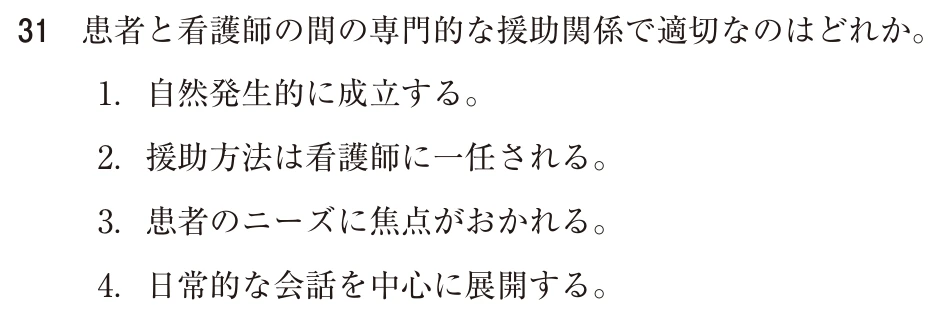 31 患者と看護師の間の専門的な援助関係で適切なのはどれか。
1. 自然発生的に成立する。
2. 援助方法は看護師に一任される。
3. 患者のニーズに焦点がおかれる。
4. 日常的な会話を中心に展開する。